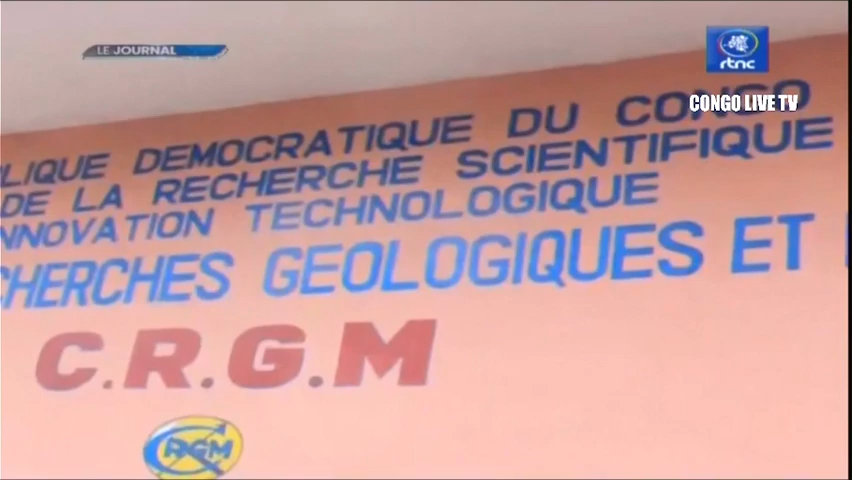 LE JOURNAL
rtnc
CONGO LIVE TV
LIQUE DEMOCRATIQUE DU CONGO
DE LA RECHERCHE SCIENTIFIQUE
NNOVATION TECHNOLOGIQUE
CHERCHES GEOLOGIQUES ET
C.R.G.M
CRGM